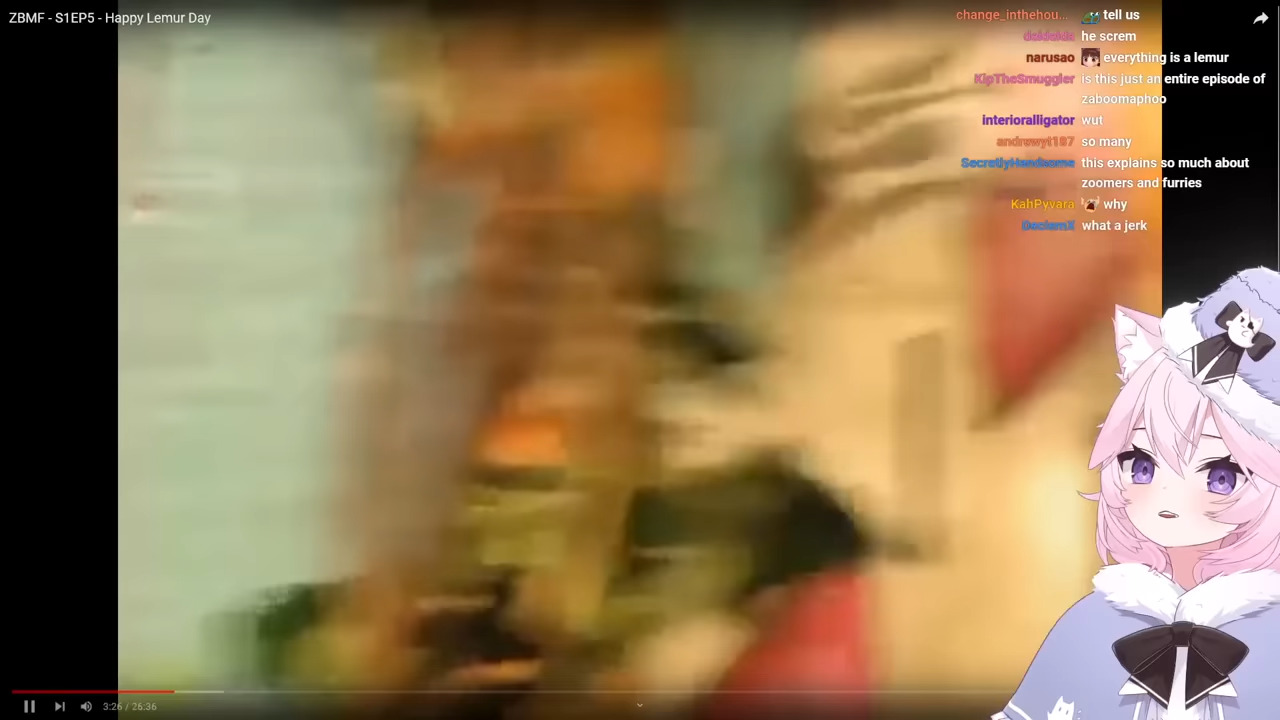 ZBMF - S1EP5 - Happy Lemur Day
change_inthehou... tell us
he screm
narusao everything is a lemur
KipTheSmuggler is this just an entire episode of
zaboomaphoo
interioralligator wut
andrewyt187 so many
SecretlyHandsome this explains so much about
zoomers and furries
KahPyvara why
what a jerk
3:26 / 26:36